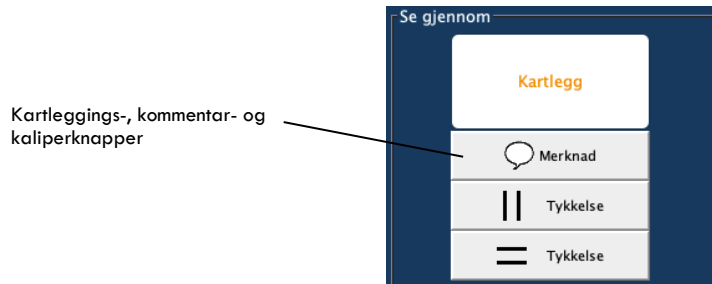 Se gjennom
Kartlegg
Kartleggings-, kommentar- og
kaliperknapper
Merknad
Tykkelse
Tykkelse